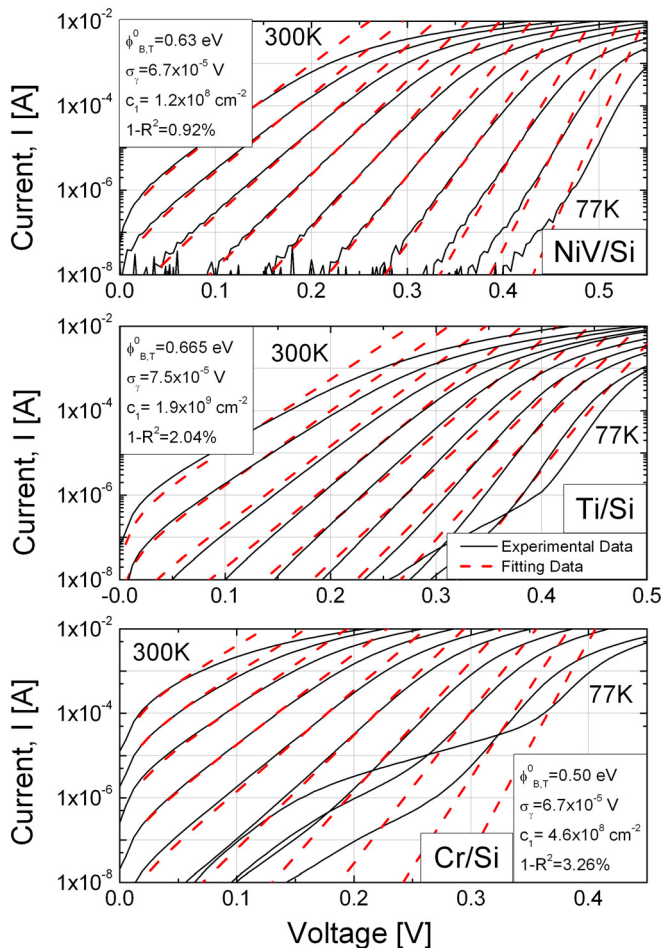 1x10⁻²
ϕ⁰B,T=0.63 eV
300K
σγ=6.7x10⁻⁵ V
1x10⁻⁴
c₁= 1.2x10⁸ cm⁻²
1-R²=0.92%
Current, I [A]
1x10⁻⁶
77K
NiV/Si
1x10⁻⁸
0.0 0.1 0.2 0.3 0.4 0.5
1x10⁻²
ϕ⁰B,T=0.665 eV
300K
σγ=7.5x10⁻⁵ V
1x10⁻⁴
c₁= 1.9x10⁹ cm⁻²
1-R²=2.04%
77K
Current, I [A]
1x10⁻⁶
Ti/Si
Experimental Data
Fitting Data
1x10⁻⁸
-0.0 0.1 0.2 0.3 0.4 0.5
1x10⁻²
300K
77K
1x10⁻⁴
Current, I [A]
ϕ⁰B,T=0.50 eV
σγ=6.7x10⁻⁵ V
1x10⁻⁶
c₁= 4.6x10⁸ cm⁻²
Cr/Si
1-R²=3.26%
1x10⁻⁸
0.0 0.1 0.2 0.3 0.4
Voltage [V]